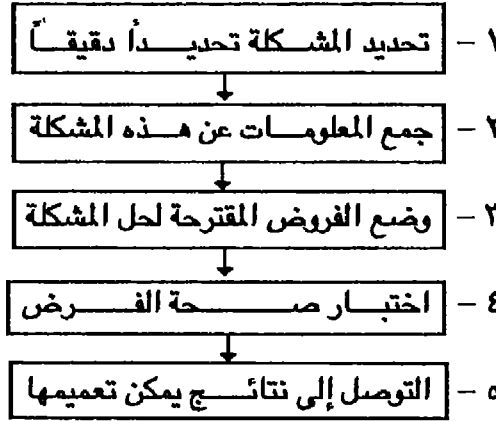 ١ - تحديد المشكلة تحديداً دقيقاً
٢ - جمع المعلومات عن هذه المشكلة
٣ - وضع الفروض المقترحة لحل المشكلة
٤ - اختبار صحة الفرض
٥ - التوصل إلى نتائج يمكن تعميمها